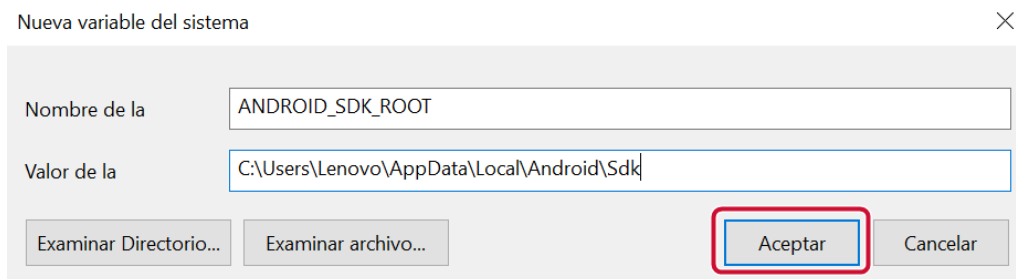 Nueva variable del sistema
Nombre de la ANDROID_SDK_ROOT
Valor de la C:\Users\Lenovo\AppData\Local\Android\Sdk
Examinar Directorio... Examinar archivo... Aceptar Cancelar